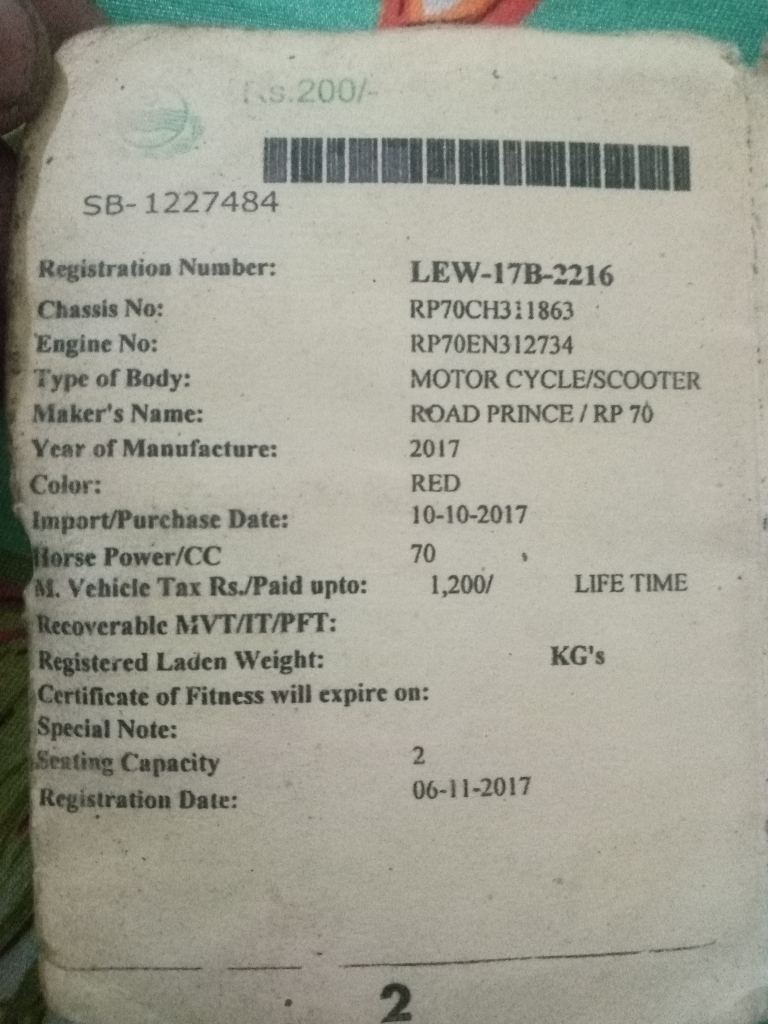 Rs.200/-
SB-1227484
Registration Number: LEW-17B-2216
Chassis No: RP70CH311863
Engine No: RP70EN312734
Type of Body: MOTOR CYCLE/SCOOTER
Maker's Name: ROAD PRINCE / RP 70
Year of Manufacture: 2017
Color: RED
Import/Purchase Date: 10-10-2017
Horse Power/CC 70
M. Vehicle Tax Rs./Paid upto: 1,200/ LIFE TIME
Recoverable MVT/IT/PFT:
Registered Laden Weight: KG's
Certificate of Fitness will expire on:
Special Note:
Seating Capacity 2
Registration Date: 06-11-2017
2